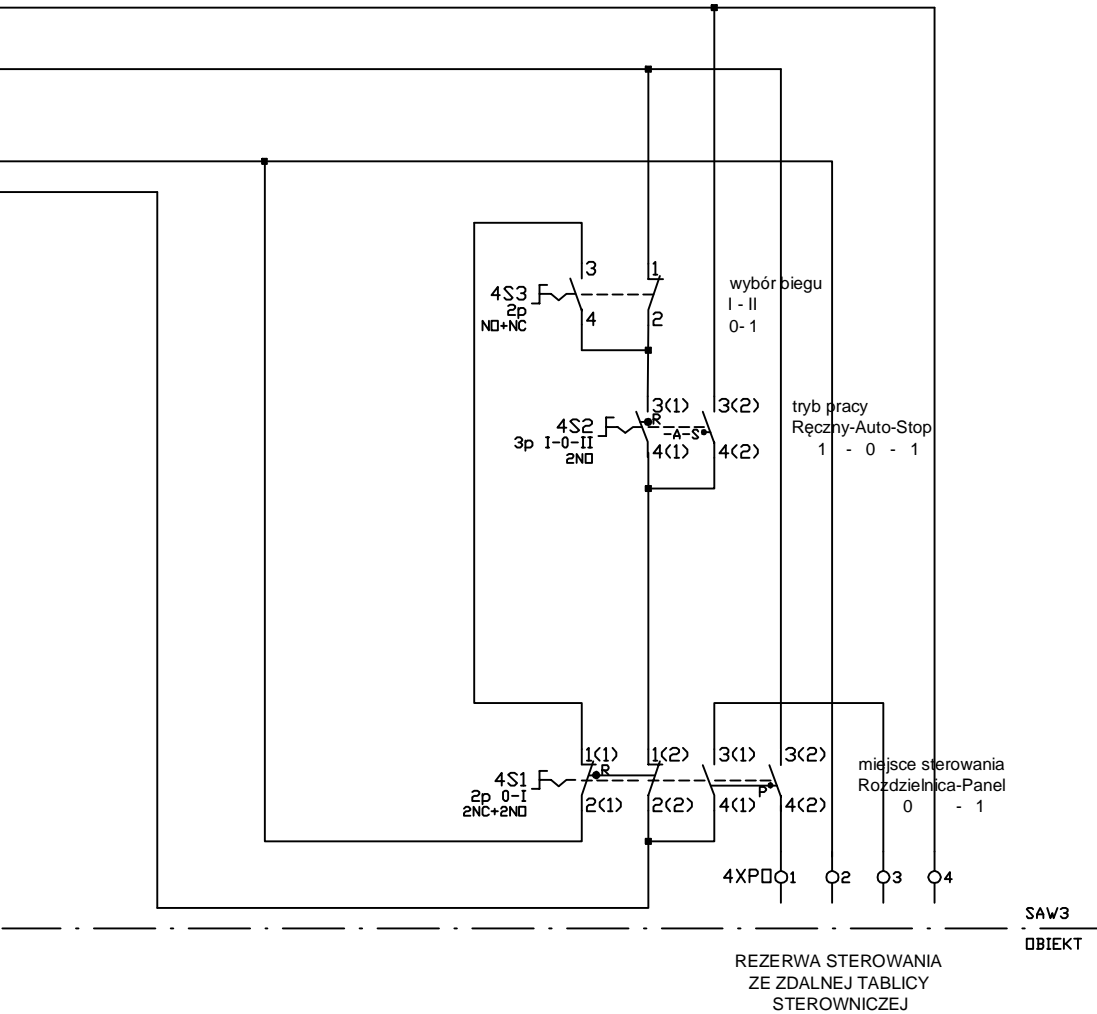 3
1
4S3
2p
NO+NC
4
2
wybór biegu
I - II
0- 1
3(1)
3(2)
R
4S2
-A-S
3p I-0-II
2NO
4(1)
4(2)
tryb pracy
Ręczny-Auto-Stop
1 - 0 - 1
1(1)
1(2)
3(1)
3(2)
R
4S1
2p 0-I
2NC+2NO
P
2(1)
2(2)
4(1)
4(2)
miejsce sterowania
Rozdzielnica-Panel
0 - 1
4XPO 1 2 3 4
SAW3
OBIEKT
REZERWA STEROWANIA
ZE ZDALNEJ TABLICY
STEROWNICZEJ